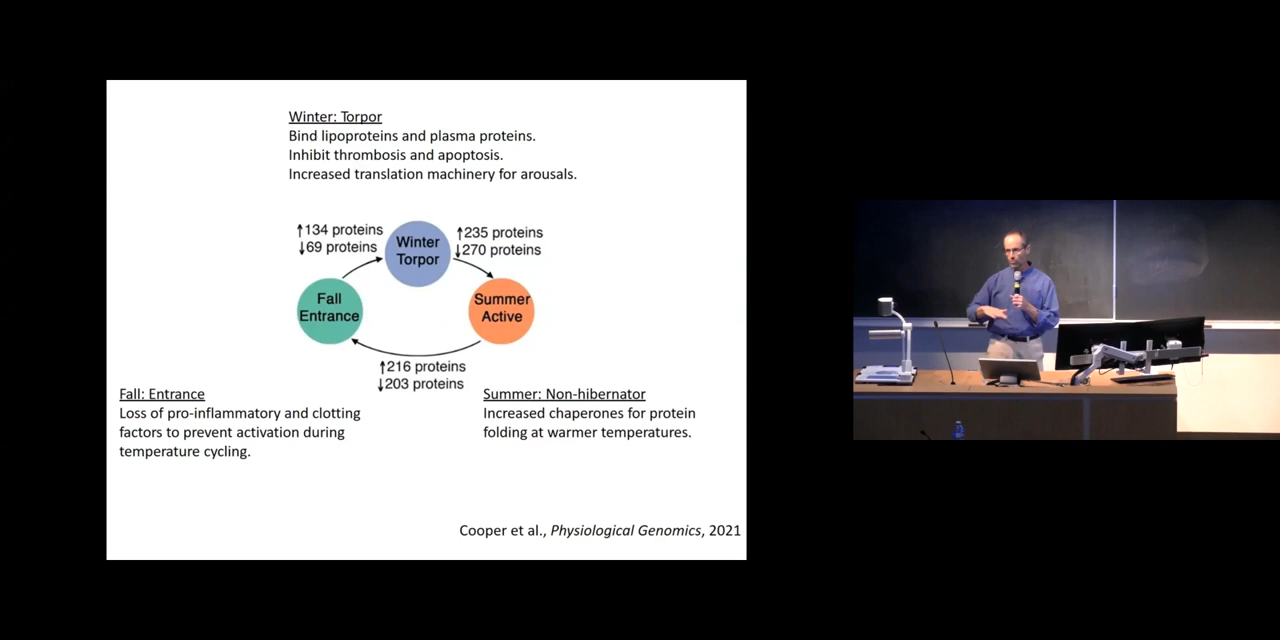 Winter: Torpor
Bind lipoproteins and plasma proteins.
Inhibit thrombosis and apoptosis.
Increased translation machinery for arousals.
↑134 proteins
↓69 proteins
Winter
Torpor
↑235 proteins
↓270 proteins
Fall
Entrance
Summer
Active
↑216 proteins
↓203 proteins
Fall: Entrance
Loss of pro-inflammatory and clotting
factors to prevent activation during
temperature cycling.
Summer: Non-hibernator
Increased chaperones for protein
folding at warmer temperatures.
Cooper et al., Physiological Genomics, 2021